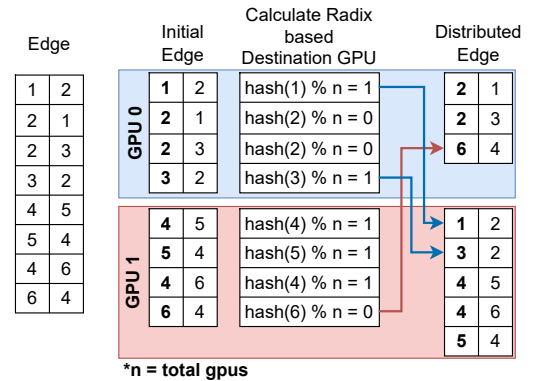 Edge
Initial
Edge
Calculate Radix
based
Destination GPU
Distributed
Edge
1 2
2 1
2 3
3 2
4 5
5 4
4 6
6 4
GPU 0
1 2 hash(1) % n = 1
2 1 hash(2) % n = 0
2 3 hash(2) % n = 0
3 2 hash(3) % n = 1
2 1
2 3
6 4
GPU 1
4 5 hash(4) % n = 1
5 4 hash(5) % n = 1
4 6 hash(4) % n = 1
6 4 hash(6) % n = 0
1 2
3 2
4 5
4 6
5 4
*n = total gpus